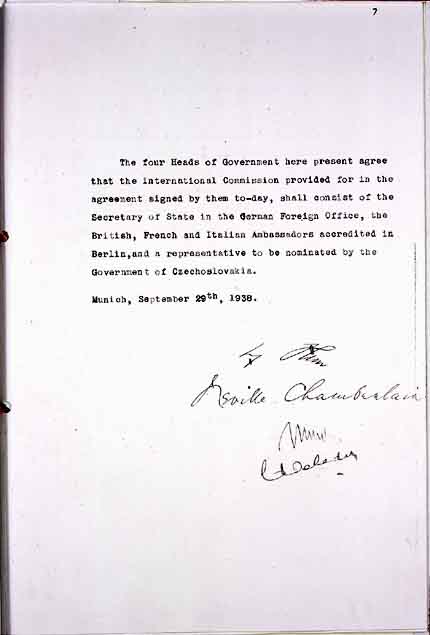 7
The four Heads of Government here present agree
that the international Commission provided for in the
agreement signed by them to-day, shall consist of the
Secretary of State in the German Foreign Office, the
British, French and Italian Ambassadors accredited in
Berlin,and a representative to be nominated by the
Government of Czechoslovakia.
Munich, September 29th, 1938.
Neville Chamberlain